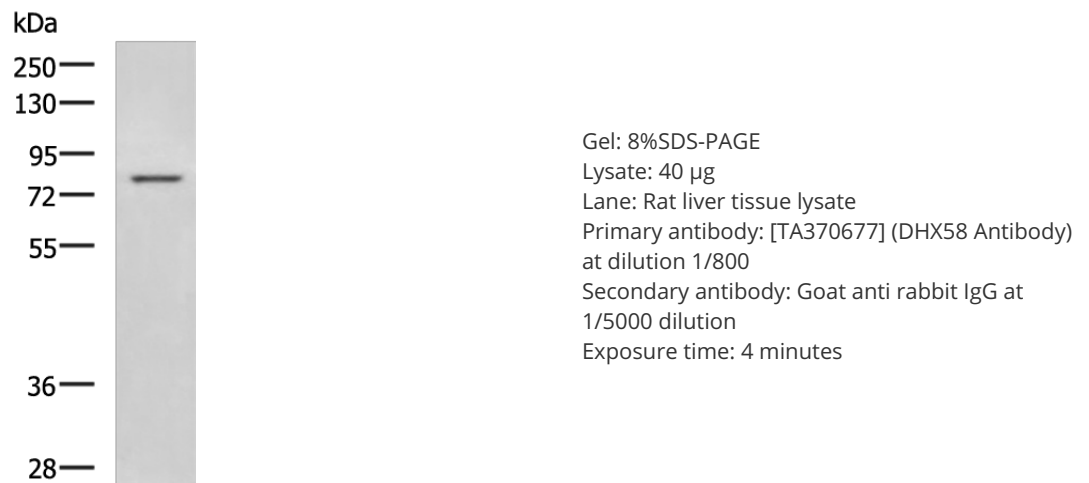 kDa
250
130
95
72
55
36
28
Gel: 8%SDS-PAGE
Lysate: 40 µg
Lane: Rat liver tissue lysate
Primary antibody: [TA370677] (DHX58 Antibody)
at dilution 1/800
Secondary antibody: Goat anti rabbit IgG at
1/5000 dilution
Exposure time: 4 minutes